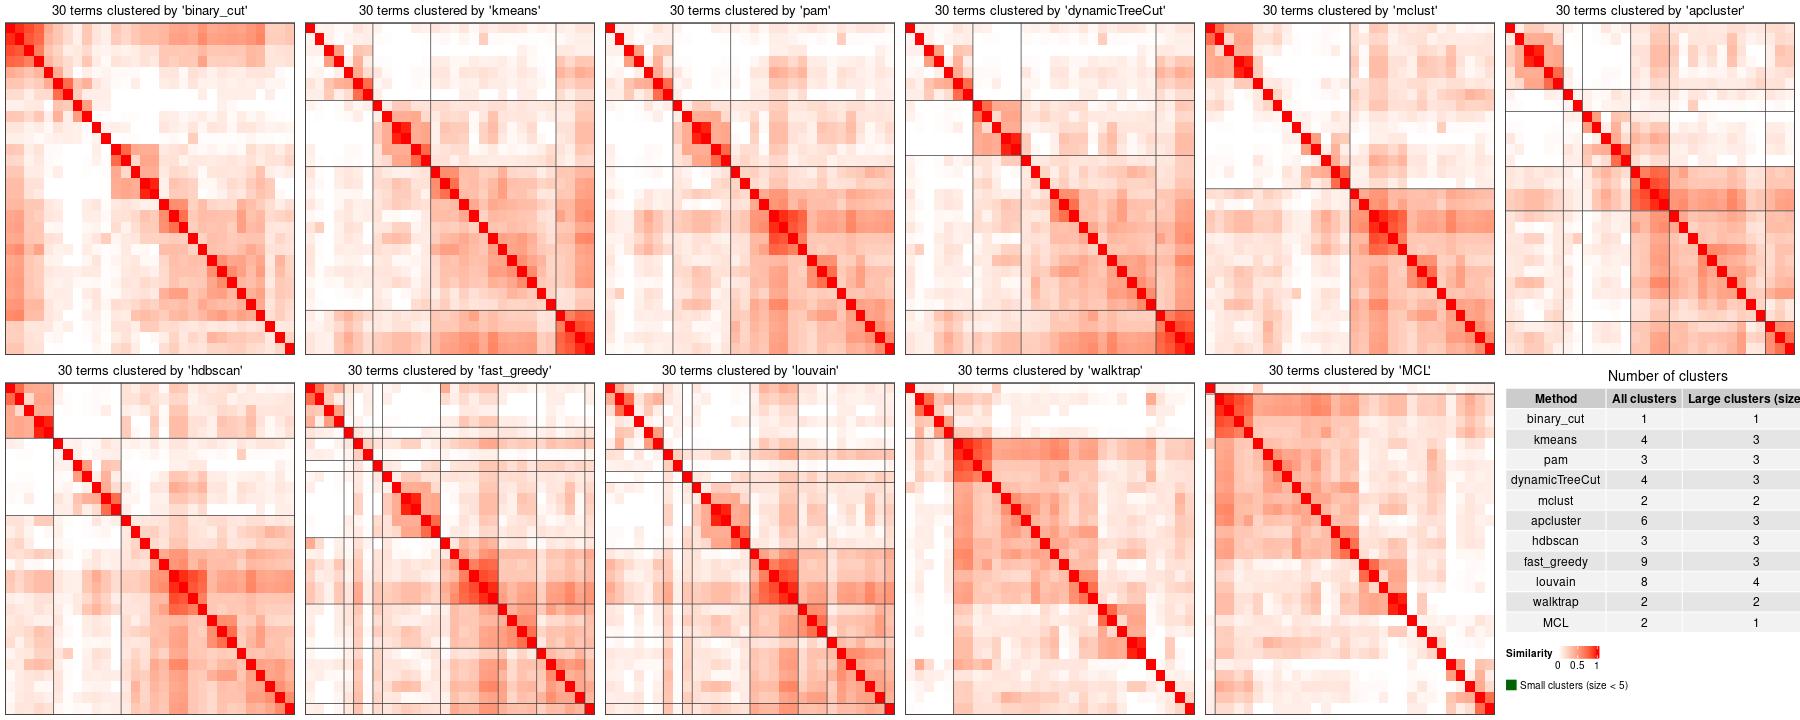 30 terms clustered by 'binary_cut'
30 terms clustered by 'kmeans'
30 terms clustered by 'pam'
30 terms clustered by 'dynamicTreeCut'
30 terms clustered by 'mclust'
30 terms clustered by 'apcluster'
30 terms clustered by 'hdbscan'
30 terms clustered by 'fast_greedy'
30 terms clustered by 'louvain'
30 terms clustered by 'walktrap'
30 terms clustered by 'MCL'
Number of clusters
Method All clusters Large clusters (size
binary_cut 1 1
kmeans 4 3
pam 3 3
dynamicTreeCut 4 3
mclust 2 2
apcluster 6 3
hdbscan 3 3
fast_greedy 9 3
louvain 8 4
walktrap 2 2
MCL 2 1
Similarity
0 0.5 1
Small clusters (size < 5)